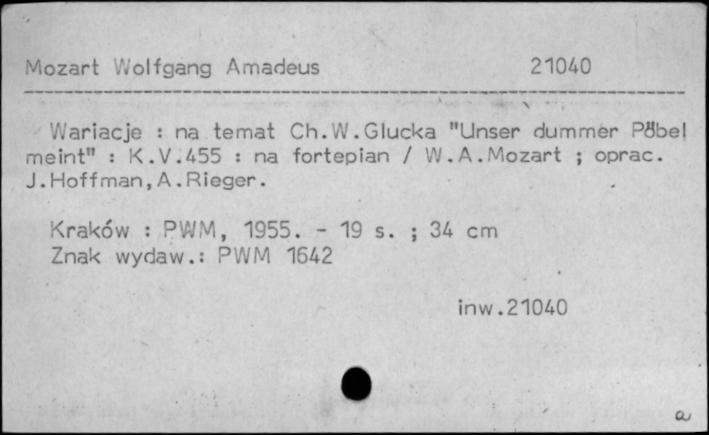 Mozart Wolfgang Amadeus 21040
Wariacje : na temat Ch.W.Glucka "Unser dummer Pöbel
meint" : K.V.455 : na fortepian / W.A.Mozart ; oprac.
J.Hoffman,A.Rieger.
Kraków : PWM, 1955. - 19 s. ; 34 cm
Znak wydaw.: PWM 1642
inw.21040
a